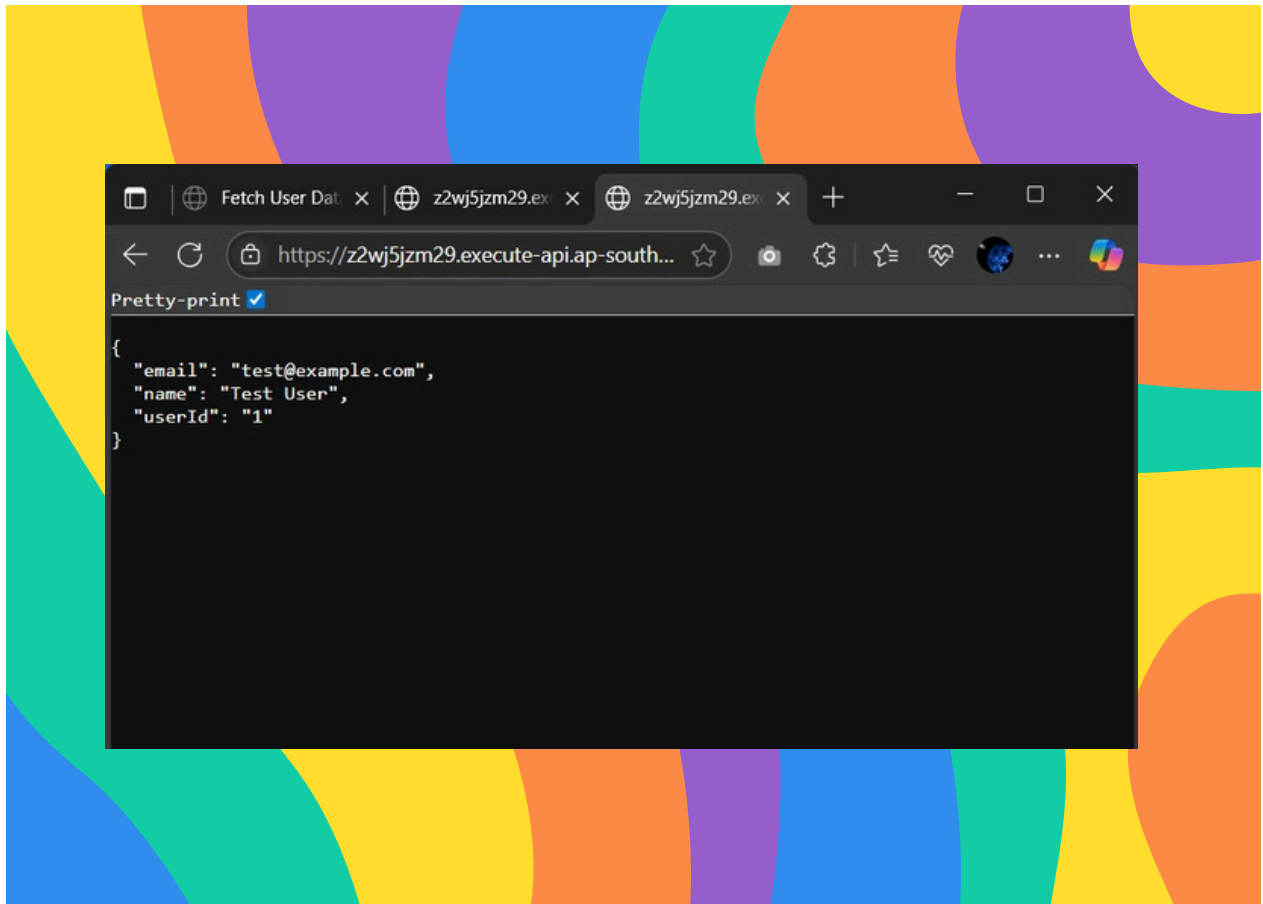 Fetch User Dat
z2wj5jzm29.ex
z2wj5jzm29.ex
https://z2wj5jzm29.execute-api.ap-south...
Pretty-print
{
"email": "test@example.com",
"name": "Test User",
"userId": "1"
}